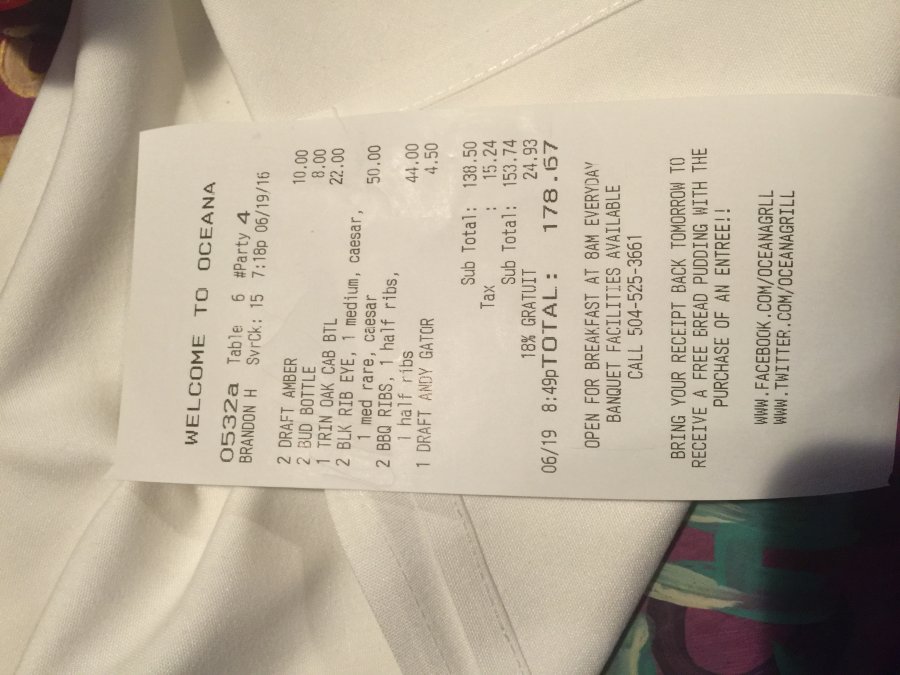 WELCOME TO OCEANA
0532a Table 6 #Party 4
BRANDON H SvrCk: 15 7:18p 06/19/16
2 DRAFT AMBER 10.00
2 BUD BOTTLE 8.00
1 TRIN OAK CAB BTL 22.00
2 BLK RIB EYE, 1 medium, caesar,
1 med rare, caesar 50.00
2 BBQ RIBS, 1 half ribs,
1 half ribs 44.00
1 DRAFT ANDY GATOR 4.50
Sub Total: 138.50
Tax : 15.24
Sub Total: 153.74
18% GRATUIT 24.93
06/19 8:49pTOTAL: 178.67
OPEN FOR BREAKFAST AT 8AM EVERYDAY
BANQUET FACILITIES AVAILABLE
CALL 504-525-3661
BRING YOUR RECEIPT BACK TOMORROW TO
RECEIVE A FREE BREAD PUDDING WITH THE
PURCHASE OF AN ENTREE!!
WWW.FACEBOOK.COM/OCEANAGRLL
WWW.TWITTER.COM/OCEANAGRILL